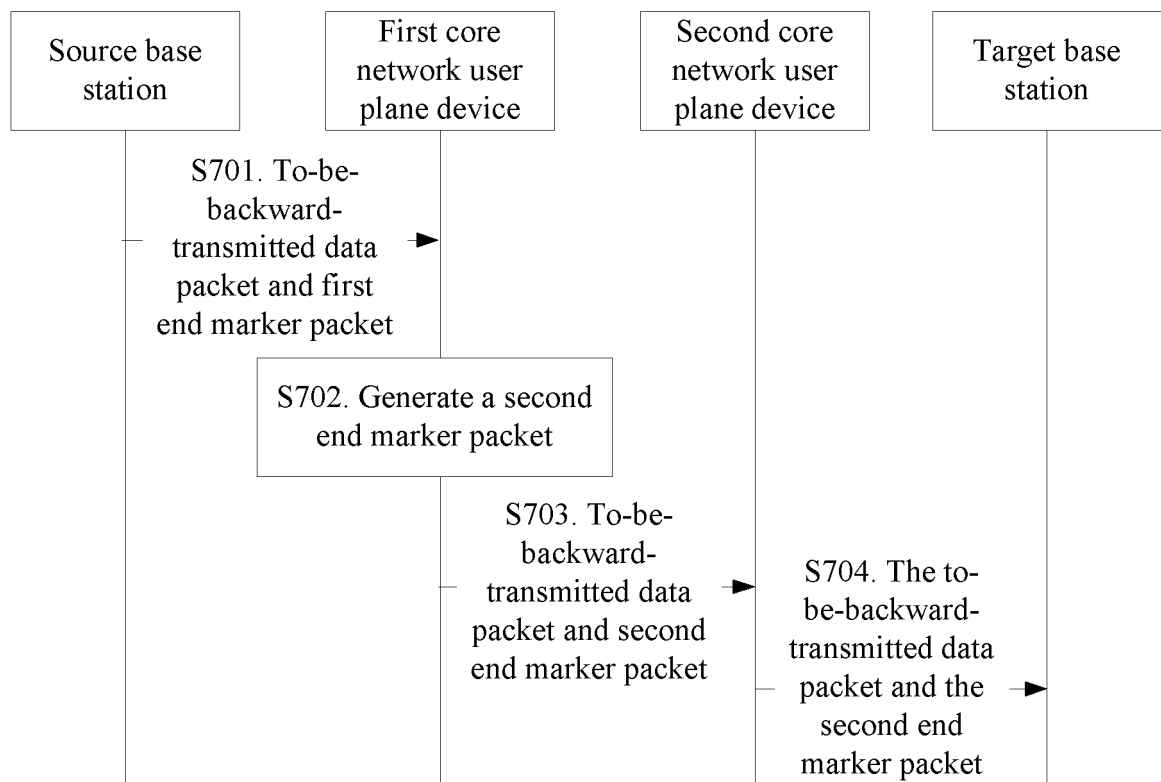 Source base
station
First core
network user
plane device
Second core
network user
plane device
Target base
station
S701. To-be-
backward-
transmitted data
packet and first
end marker packet
S702. Generate a second
end marker packet
S703. To-be-
backward-
transmitted data
packet and second
end marker packet
S704. The to-
be-backward-
transmitted data
packet and the
second end
marker packet